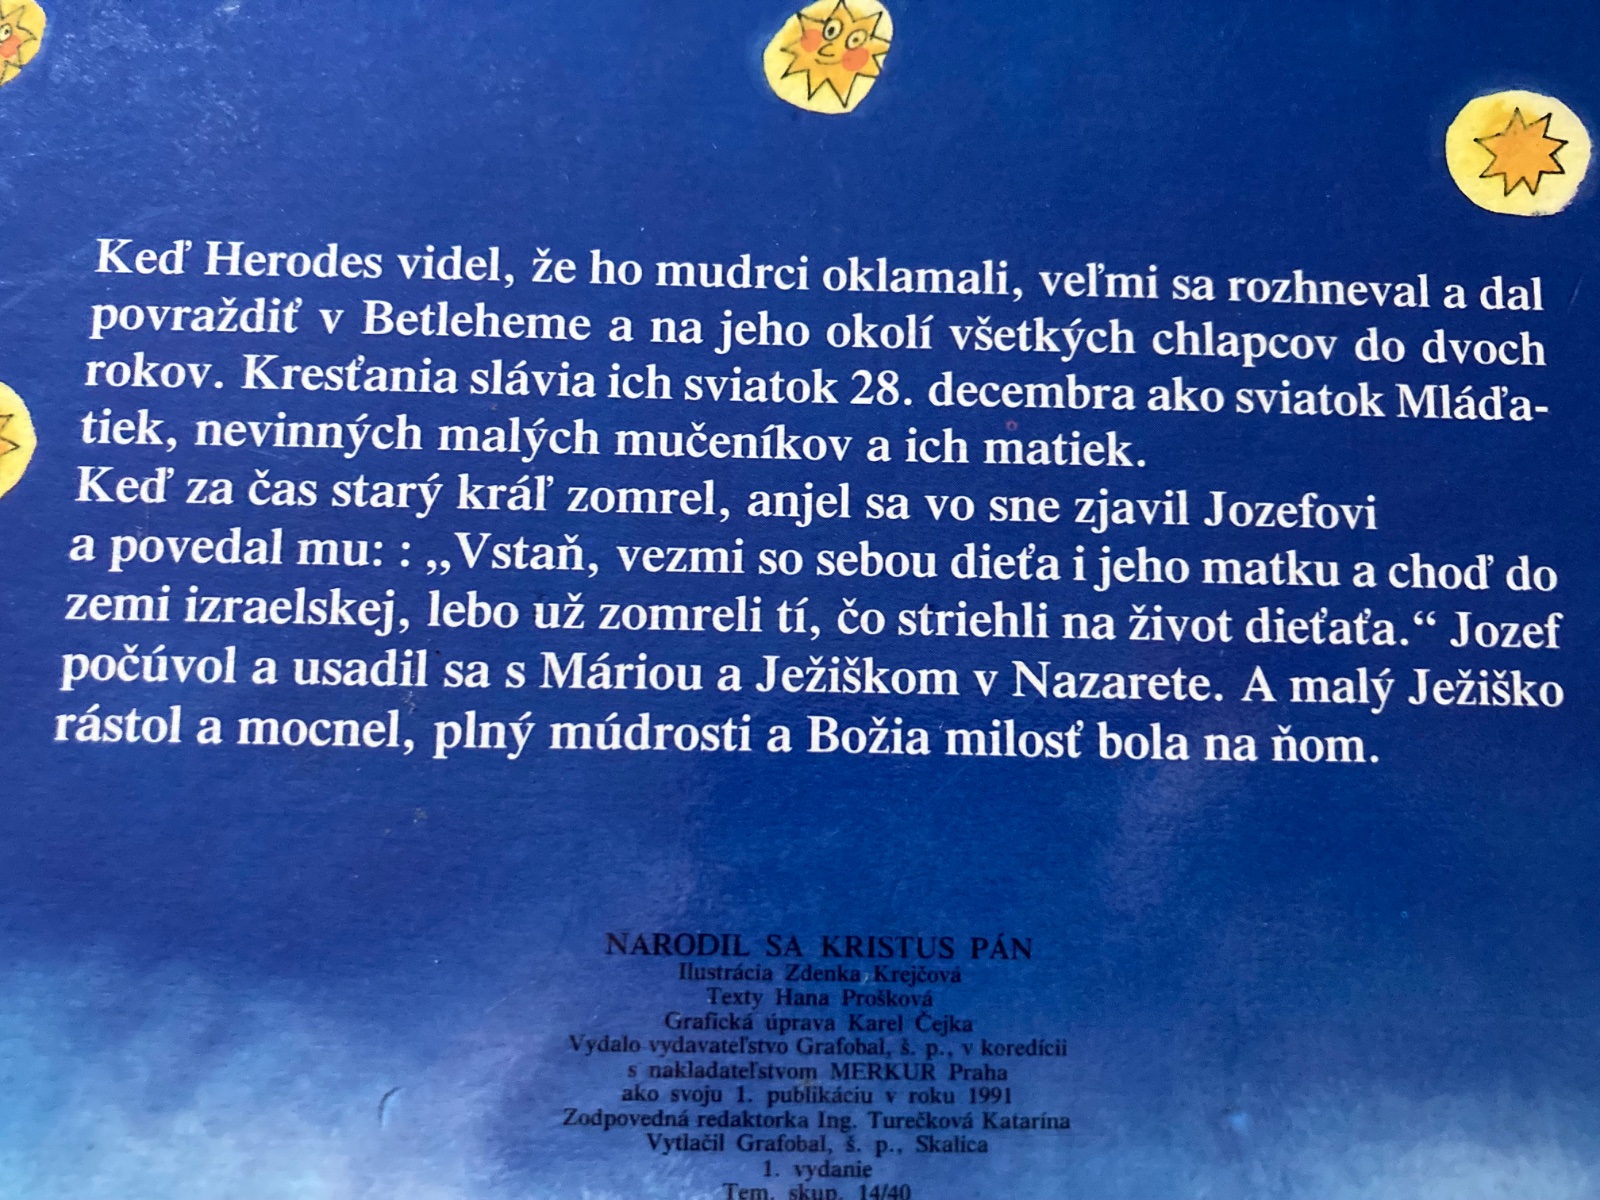 Keď Herodes videl, že ho mudrci oklamali, veľmi sa rozhneval a dal
povraždiť v Betleheme a na jeho okolí všetkých chlapcov do dvoch
rokov. Kresťania slávia ich sviatok 28. decembra ako sviatok Mláďa-
tiek, nevinných malých mučeníkov a ich matiek.
Keď za čas starý kráľ zomrel, anjel sa vo sne zjavil Jozefovi
a povedal mu: : „Vstaň, vezmi so sebou dieťa i jeho matku a choď do
zemi izraelskej, lebo už zomreli tí, čo striehli na život dieťaťa.“ Jozef
počúvol a usadil sa s Máriou a Ježiškom v Nazarete. A malý Ježiško
rástol a mocnel, plný múdrosti a Božia milosť bola na ňom.
NARODIL SA KRISTUS PÁN
Ilustrácia Zdenka Krejčová
Texty Hana Prošková
Grafická úprava Karel Čejka
Vydalo vydavateľstvo Grafobal, š. p., v koredícii
s nakladateľstvom MERKUR Praha
ako svoju 1. publikáciu v roku 1991
Zodpovedná redaktorka Ing. Turečková Katarína
Vytlačil Grafobal, š. p., Skalica
1. vydanie
Tem. skup. 14/40